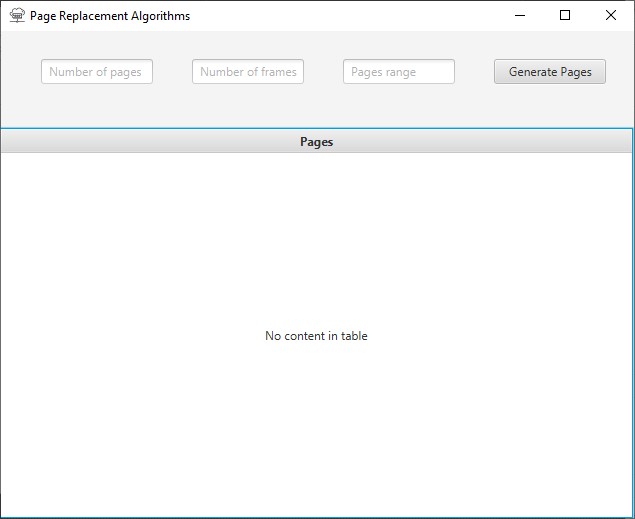 Page Replacement Algorithms
Number of pages
Number of frames
Pages range
Generate Pages
Pages
No content in table